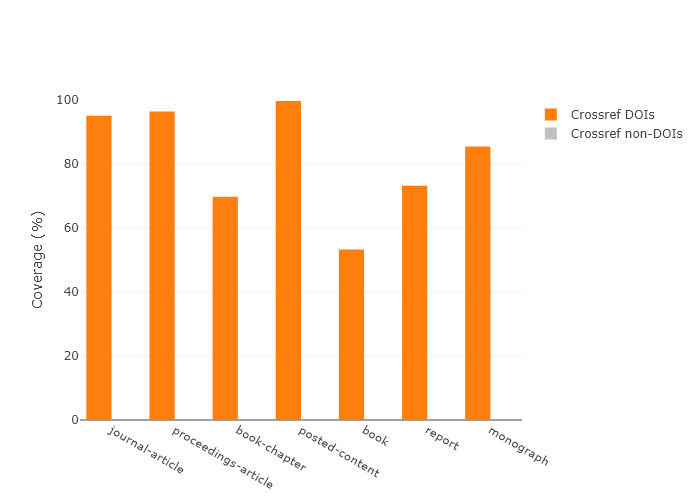 100
80
60
40
20
0
Coverage (%)
journal-article
proceedings-article
book-chapter
posted-content
book
report
monograph
Crossref DOIs
Crossref non-DOIs